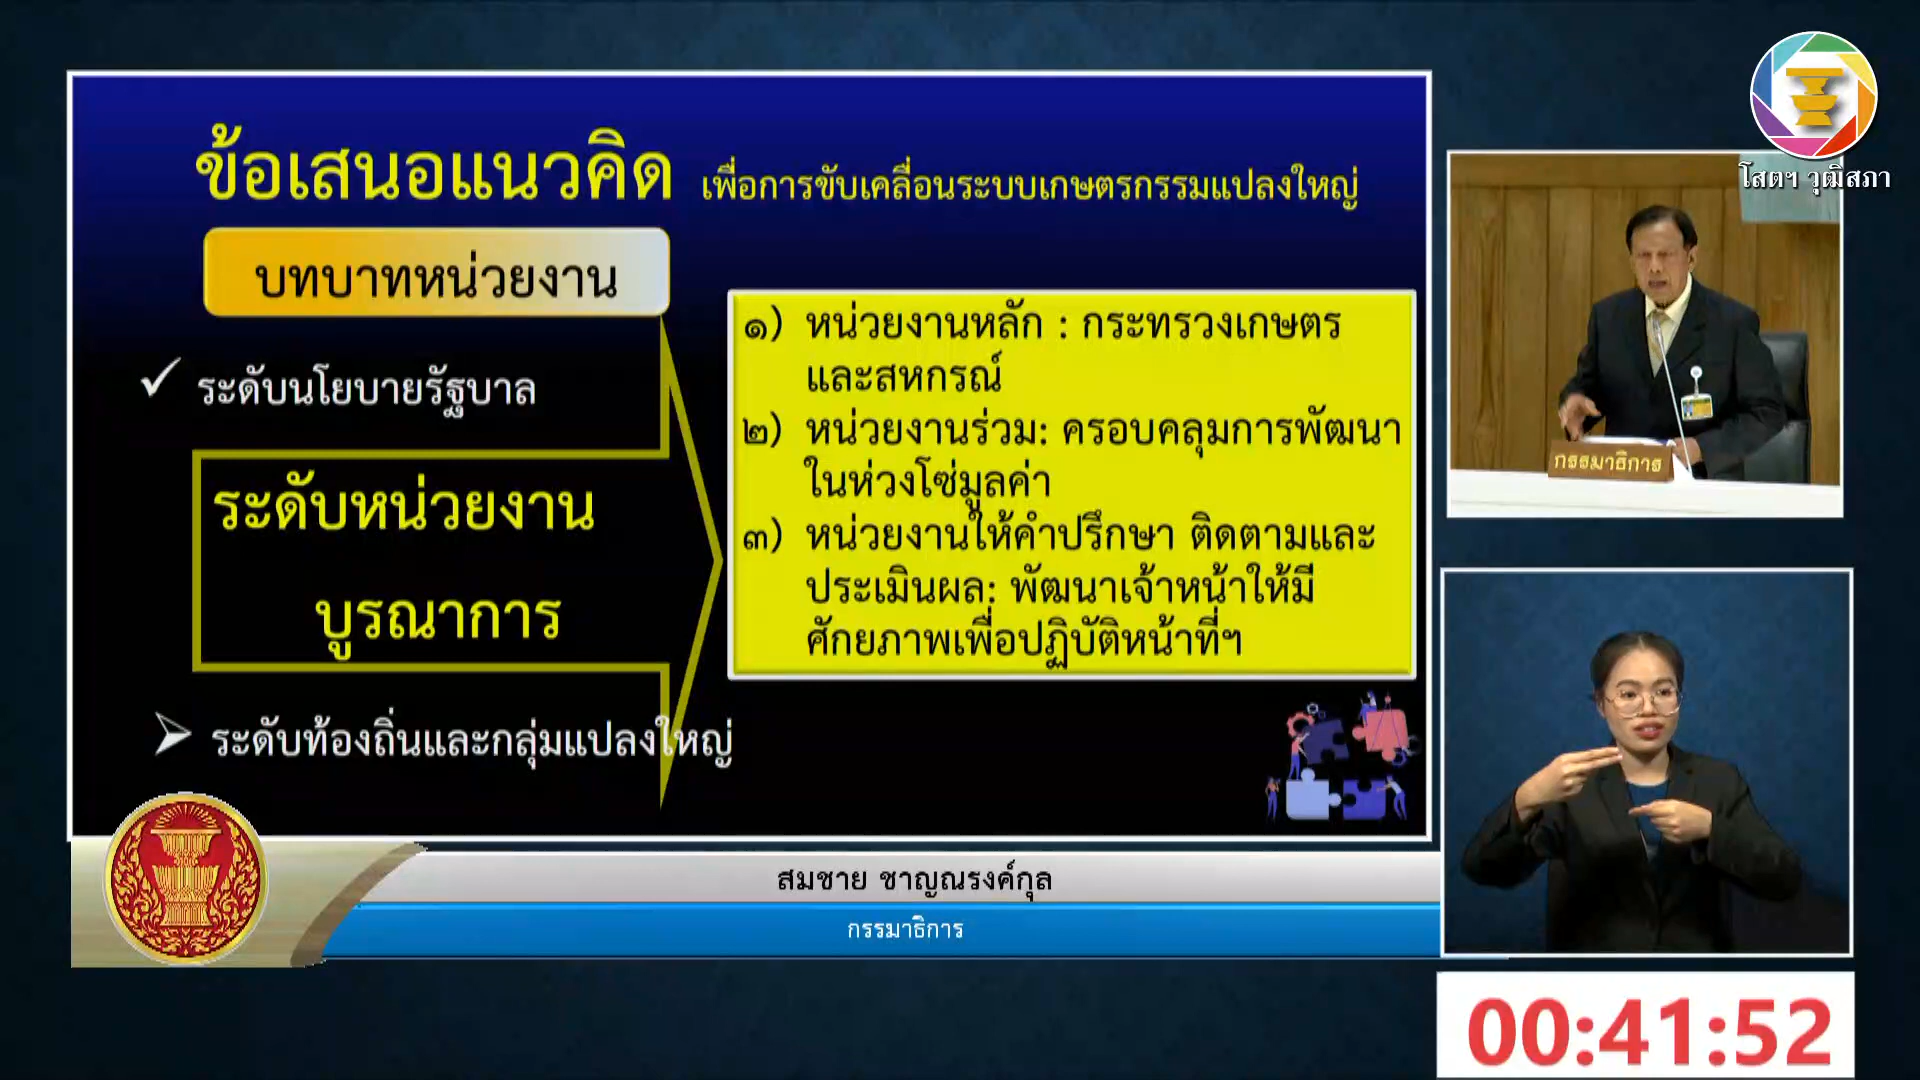 โสตฯ วุฒิสภา
ข้อเสนอแนวคิด เพื่อการขับเคลื่อนระบบเกษตรกรรมแปลงใหญ่
บทบาทหน่วยงาน
ระดับนโยบายรัฐบาล
ระดับหน่วยงาน
บูรณาการ
ระดับท้องถิ่นและกลุ่มแปลงใหญ่
๑) หน่วยงานหลัก : กระทรวงเกษตร
และสหกรณ์
๒) หน่วยงานร่วม: ครอบคลุมการพัฒนา
ในห่วงโซ่มูลค่า
๓) หน่วยงานให้คำปรึกษา ติดตามและ
ประเมินผล: พัฒนาเจ้าหน้าให้มี
ศักยภาพเพื่อปฏิบัติหน้าที่ฯ
กรรมาธิการ
สมชาย ชาญณรงค์กุล
กรรมาธิการ
00:41:52